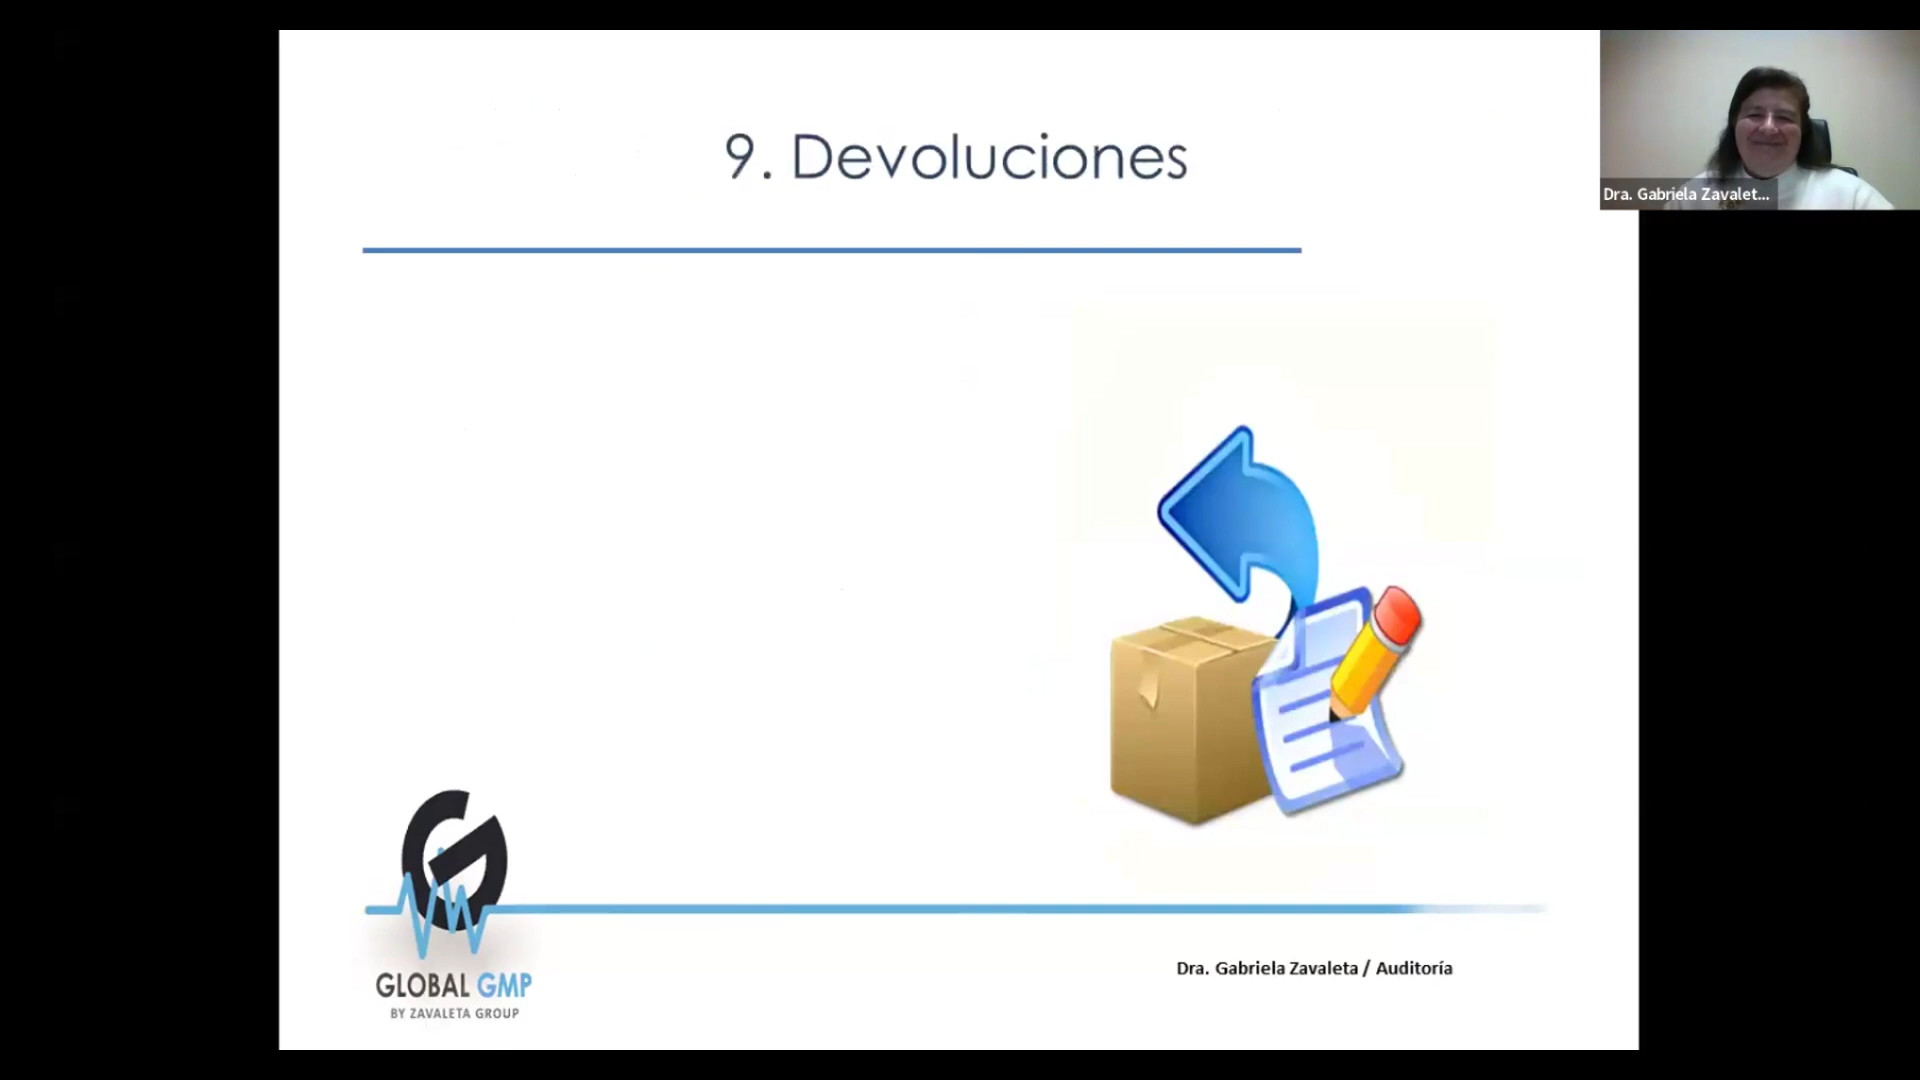 9. Devoluciones
Dra. Gabriela Zavalet...
GLOBAL GMP
BY ZAVALETA GROUP
Dra. Gabriela Zavaleta / Auditoría